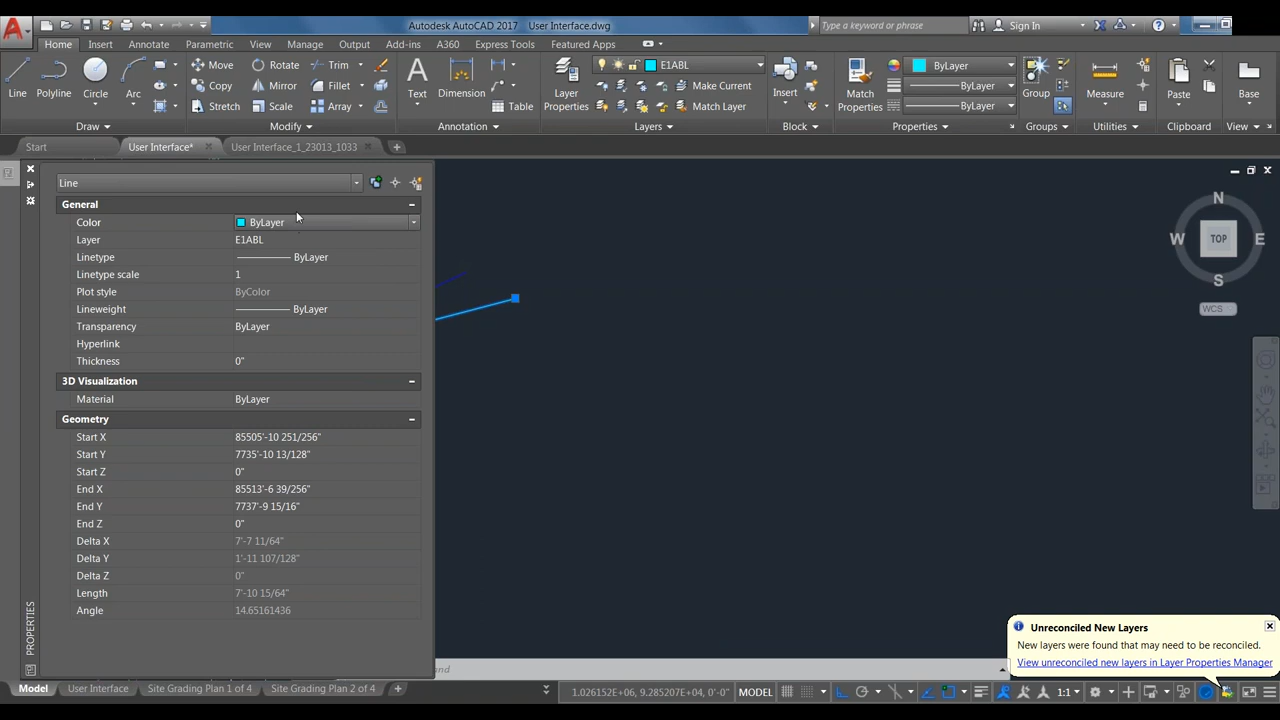 Autodesk AutoCAD 2017 User Interface.dwg
Type a keyword or phrase
Sign In
Home Insert Annotate Parametric View Manage Output Add-ins A360 Express Tools Featured Apps
Line
Polyline
Circle
Arc
Move
Rotate
Trim
Copy
Mirror
Fillet
Stretch
Scale
Array
Text
Dimension
Table
Layer
Properties
E1ABL
Make Current
Match Layer
Insert
Match
Properties
ByLayer
ByLayer
ByLayer
Group
Measure
Paste
Base
Draw
Modify
Annotation
Layers
Block
Properties
Groups
Utilities
Clipboard
View
Start
User Interface*
User Interface_1_23013_1033
Line
General
Color ByLayer
Layer E1ABL
Linetype ByLayer
Linetype scale 1
Plot style ByColor
Lineweight ByLayer
Transparency ByLayer
Hyperlink
Thickness 0"
3D Visualization
Material ByLayer
Geometry
Start X 85505'-10 251/256"
Start Y 7735'-10 13/128"
Start Z 0"
End X 85513'-6 39/256"
End Y 7737'-9 15/16"
End Z 0"
Delta X 7'-7 11/64"
Delta Y 1'-11 107/128"
Delta Z 0"
Length 7'-10 15/64"
Angle 14.65161436
PROPERTIES
N
W TOP E
S
WCS
Unreconciled New Layers
New layers were found that may need to be reconciled.
View unreconciled new layers in Layer Properties Manager
Model User Interface Site Grading Plan 1 of 4 Site Grading Plan 2 of 4
1.026152E+06, 9.285207E+04, 0'-0" MODEL 1:1